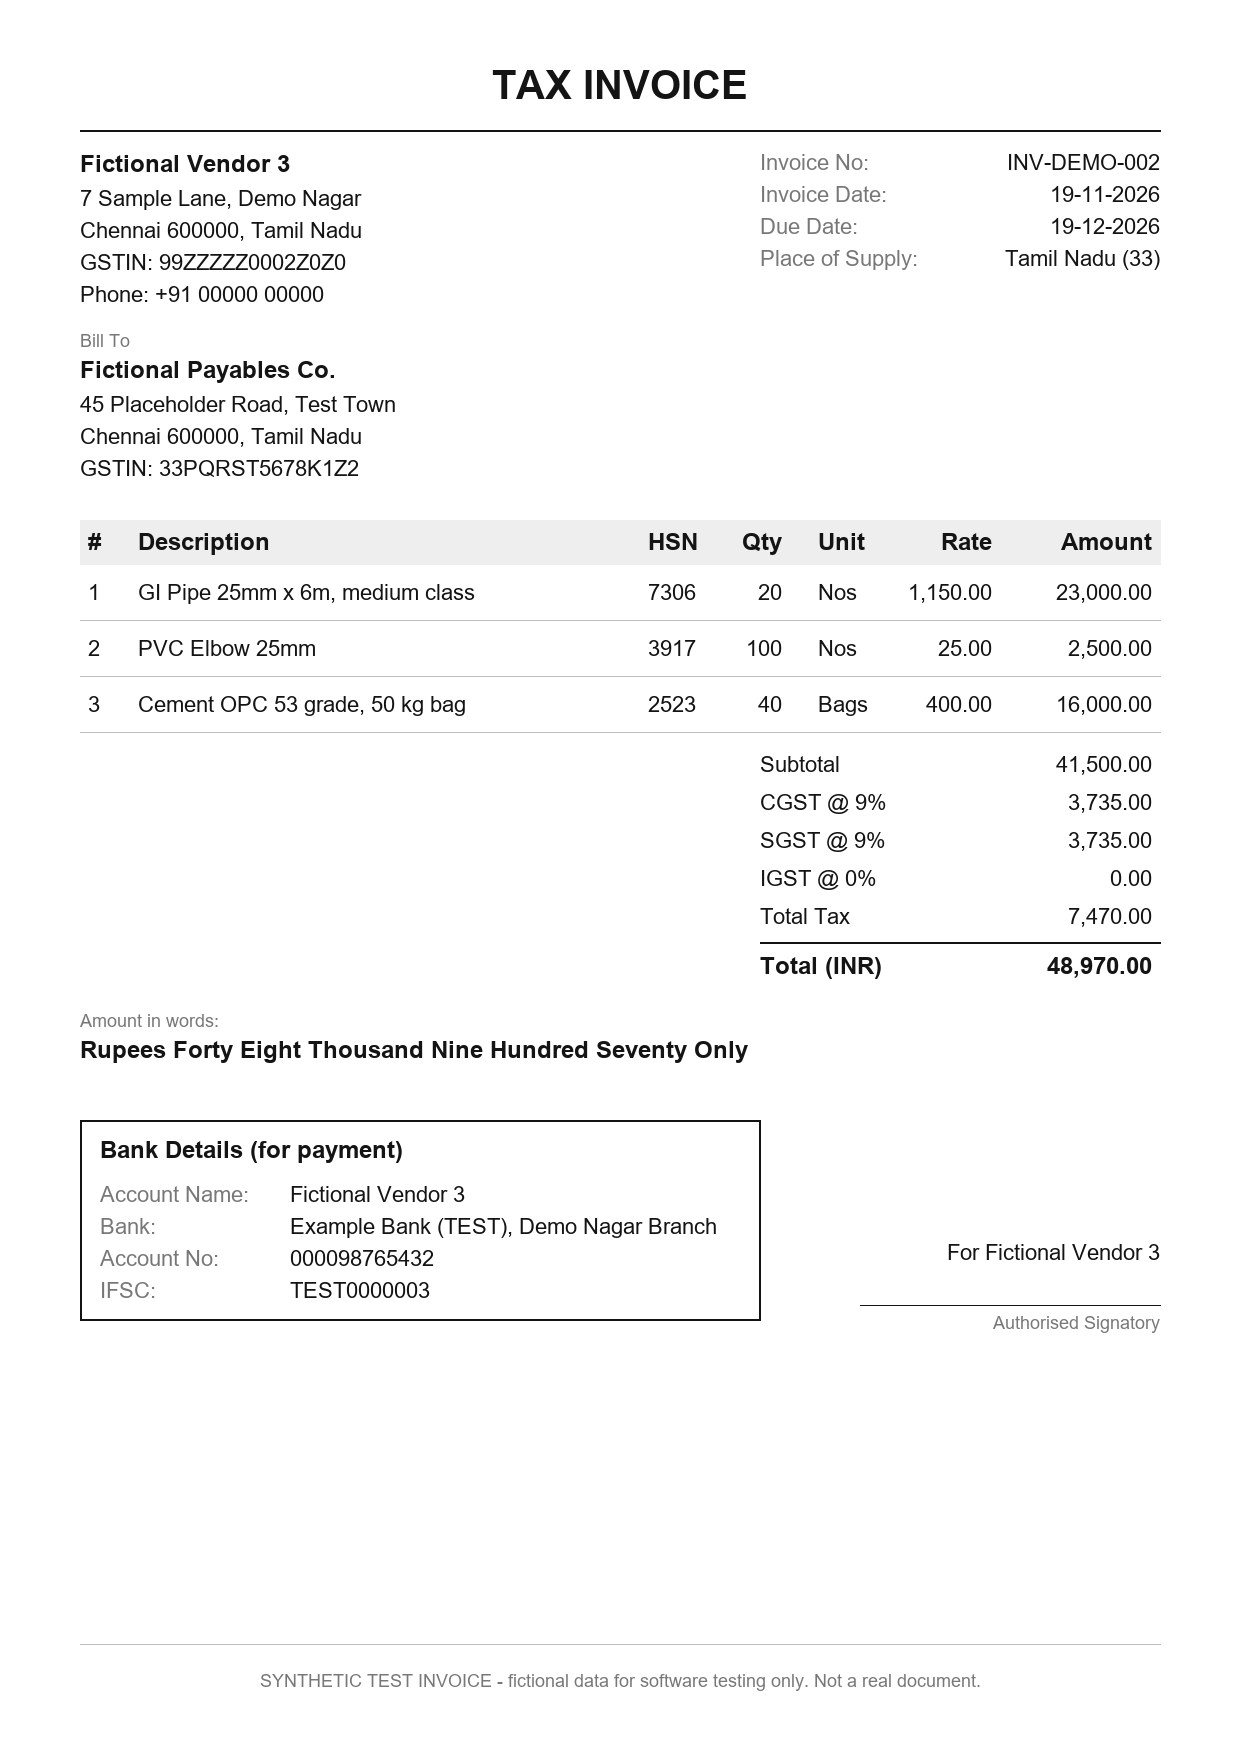 TAX INVOICE
Fictional Vendor 3
7 Sample Lane, Demo Nagar
Chennai 600000, Tamil Nadu
GSTIN: 99ZZZZZ0002Z0Z0
Phone: +91 00000 00000
Invoice No: INV-DEMO-002
Invoice Date: 19-11-2026
Due Date: 19-12-2026
Place of Supply: Tamil Nadu (33)
Bill To
Fictional Payables Co.
45 Placeholder Road, Test Town
Chennai 600000, Tamil Nadu
GSTIN: 33PQRST5678K1Z2
# Description HSN Qty Unit Rate Amount
1 GI Pipe 25mm x 6m, medium class 7306 20 Nos 1,150.00 23,000.00
2 PVC Elbow 25mm 3917 100 Nos 25.00 2,500.00
3 Cement OPC 53 grade, 50 kg bag 2523 40 Bags 400.00 16,000.00
Subtotal 41,500.00
CGST @ 9% 3,735.00
SGST @ 9% 3,735.00
IGST @ 0% 0.00
Total Tax 7,470.00
Total (INR) 48,970.00
Amount in words:
Rupees Forty Eight Thousand Nine Hundred Seventy Only
Bank Details (for payment)
Account Name: Fictional Vendor 3
Bank: Example Bank (TEST), Demo Nagar Branch
Account No: 000098765432
IFSC: TEST0000003
For Fictional Vendor 3
Authorised Signatory
SYNTHETIC TEST INVOICE - fictional data for software testing only. Not a real document.